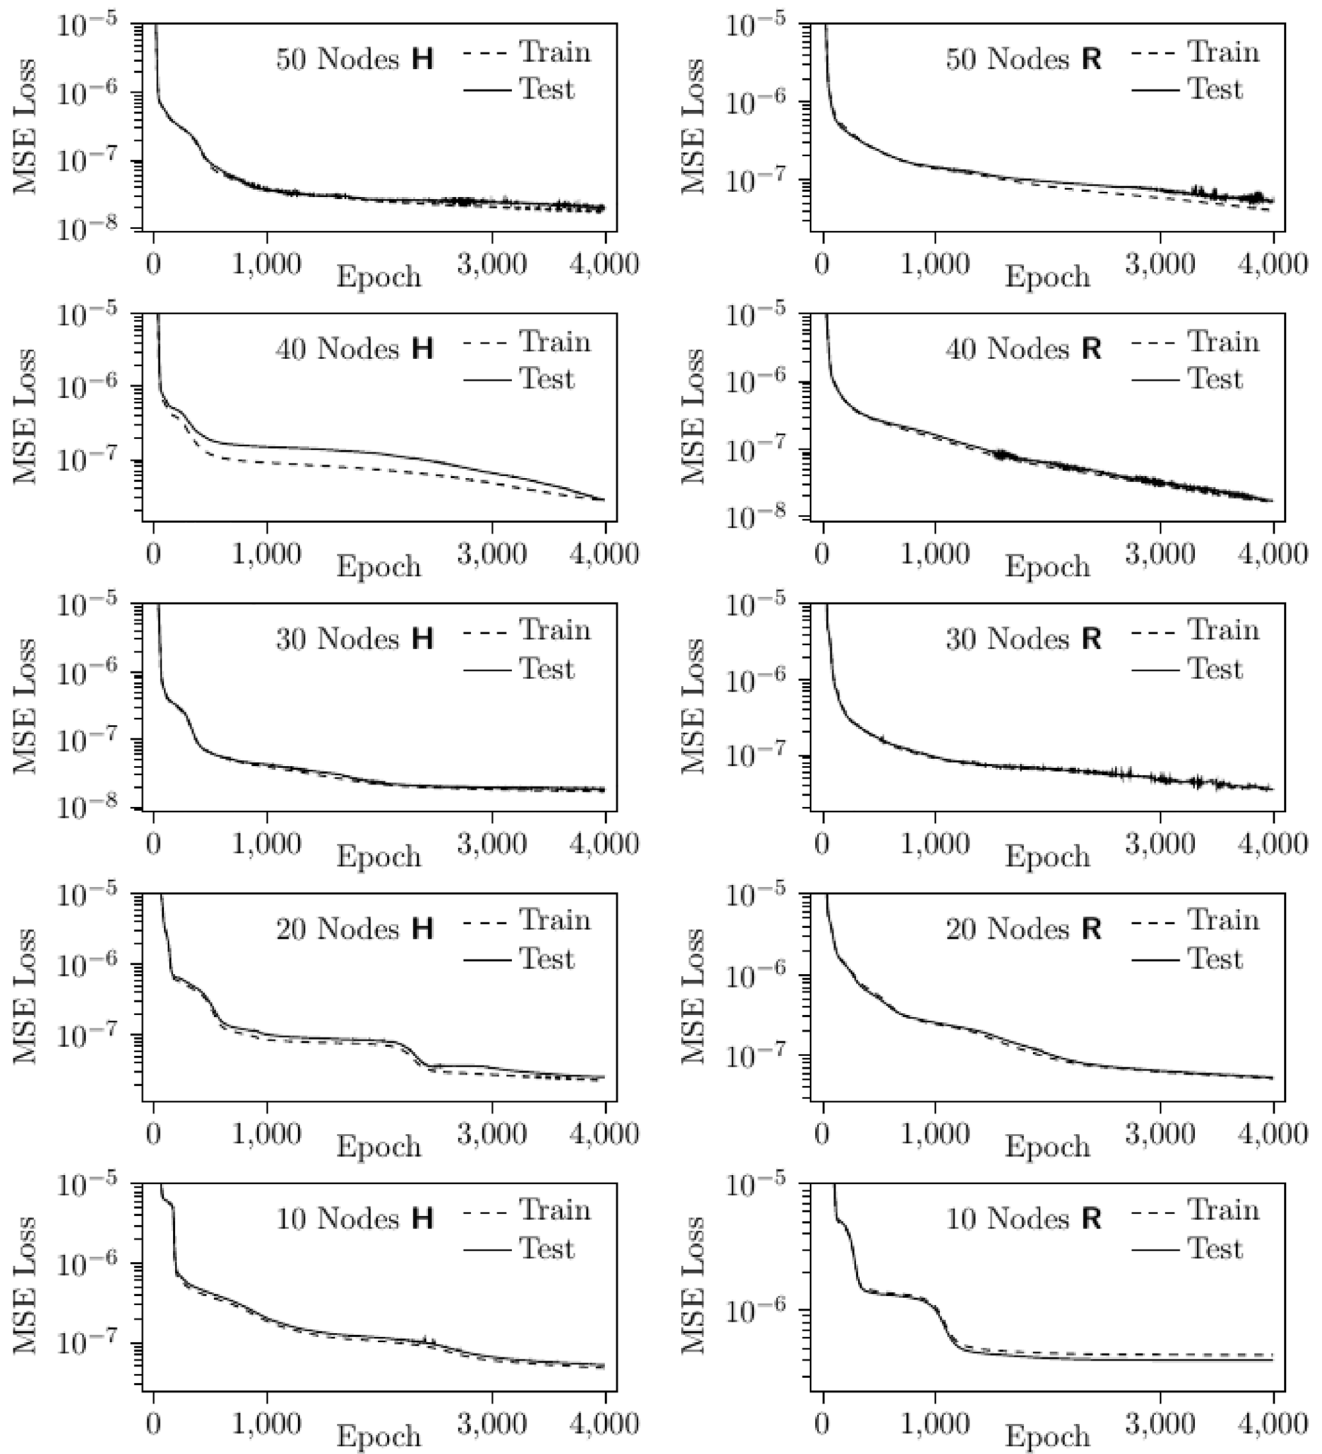 50 Nodes H
Train
Test
MSE Loss
10⁻⁵
10⁻⁶
10⁻⁷
10⁻⁸
0
1,000
3,000
4,000
Epoch
50 Nodes R
Train
Test
MSE Loss
10⁻⁵
10⁻⁶
10⁻⁷
0
1,000
3,000
4,000
Epoch
40 Nodes H
Train
Test
MSE Loss
10⁻⁵
10⁻⁶
10⁻⁷
0
1,000
3,000
4,000
Epoch
40 Nodes R
Train
Test
MSE Loss
10⁻⁵
10⁻⁶
10⁻⁷
10⁻⁸
0
1,000
3,000
4,000
Epoch
30 Nodes H
Train
Test
MSE Loss
10⁻⁵
10⁻⁶
10⁻⁷
10⁻⁸
0
1,000
3,000
4,000
Epoch
30 Nodes R
Train
Test
MSE Loss
10⁻⁵
10⁻⁶
10⁻⁷
0
1,000
3,000
4,000
Epoch
20 Nodes H
Train
Test
MSE Loss
10⁻⁵
10⁻⁶
10⁻⁷
0
1,000
3,000
4,000
Epoch
20 Nodes R
Train
Test
MSE Loss
10⁻⁵
10⁻⁶
10⁻⁷
0
1,000
3,000
4,000
Epoch
10 Nodes H
Train
Test
MSE Loss
10⁻⁵
10⁻⁶
10⁻⁷
0
1,000
3,000
4,000
Epoch
10 Nodes R
Train
Test
MSE Loss
10⁻⁵
10⁻⁶
0
1,000
3,000
4,000
Epoch